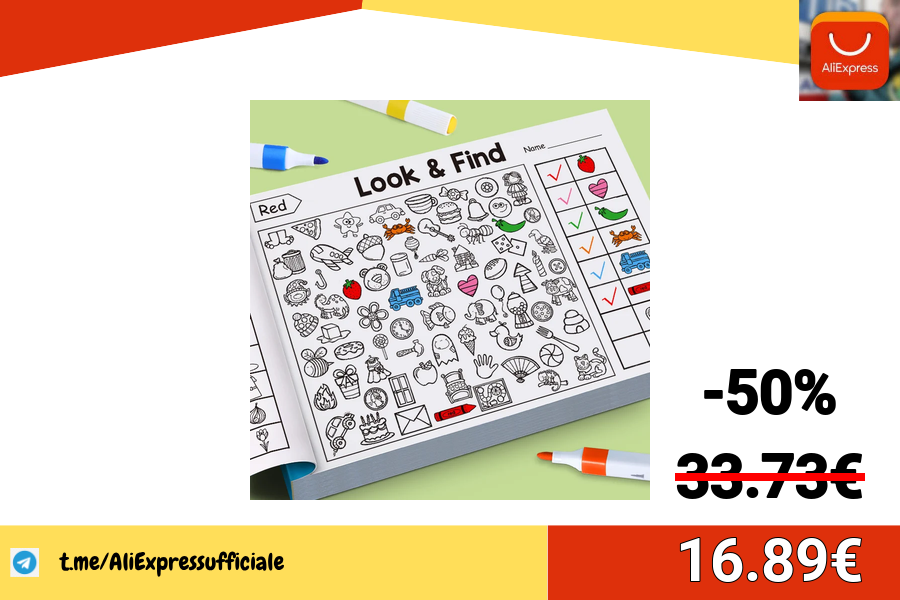 AliExpress
Look & Find
Name
Red
-50%
33.73€
t.me/AliExpressufficiale
16.89€